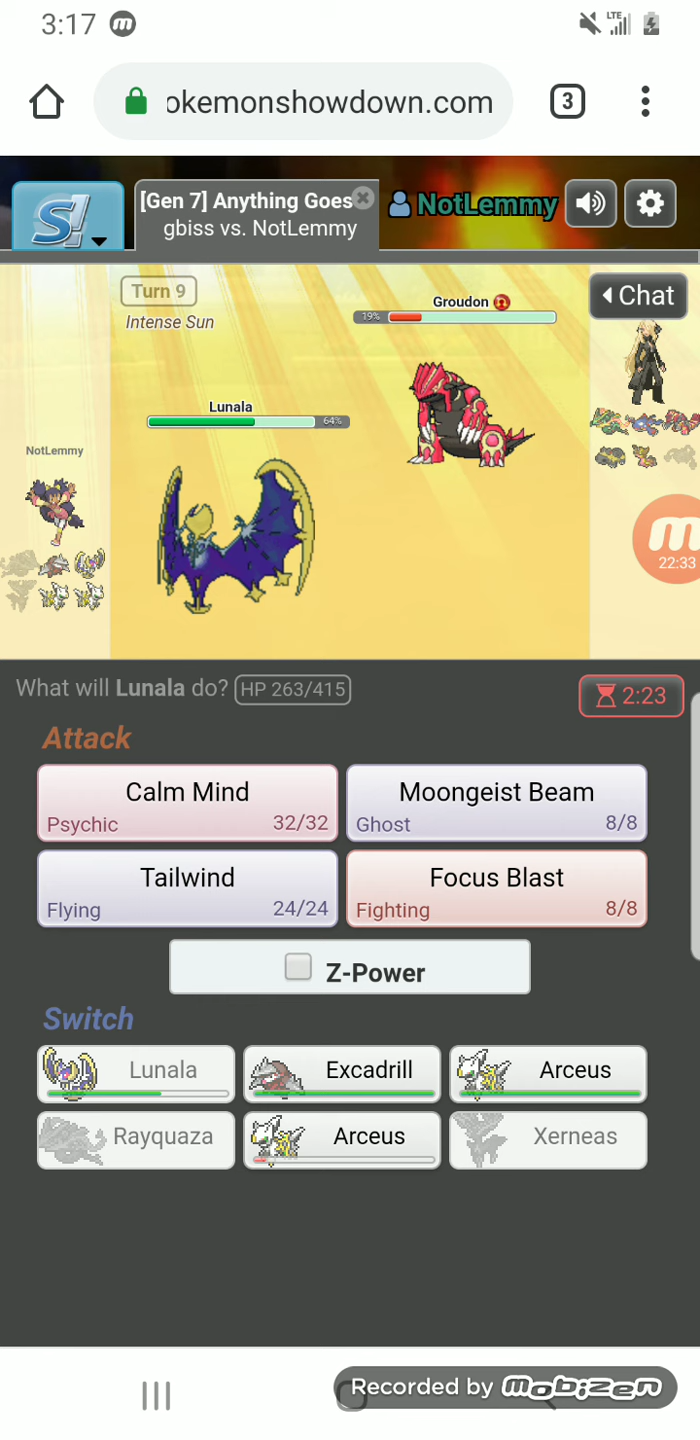 3:17 m LTE
okemonshowdown.com 3
S! [Gen 7] Anything Goes NotLemmy
gbiss vs. NotLemmy
Turn 9 Groudon Chat
Intense Sun 19%
Lunala
64%
NotLemmy
m
22:33
What will Lunala do? HP 263/415 2:23
Attack
Calm Mind Moongeist Beam
Psychic 32/32 Ghost 8/8
Tailwind Focus Blast
Flying 24/24 Fighting 8/8
Z-Power
Switch
Lunala Excadrill Arceus
Rayquaza Arceus Xerneas
Recorded by mobizen